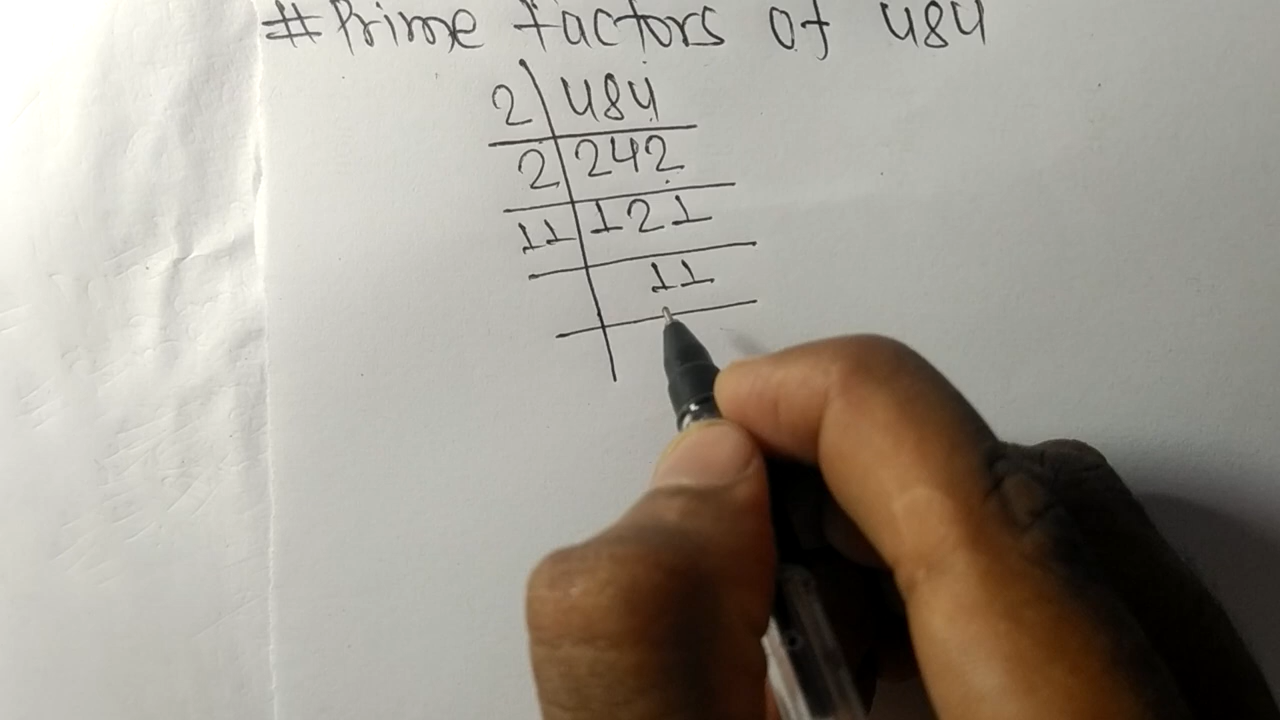 #Prime factors of 484
2 484
2 242
11 121
11